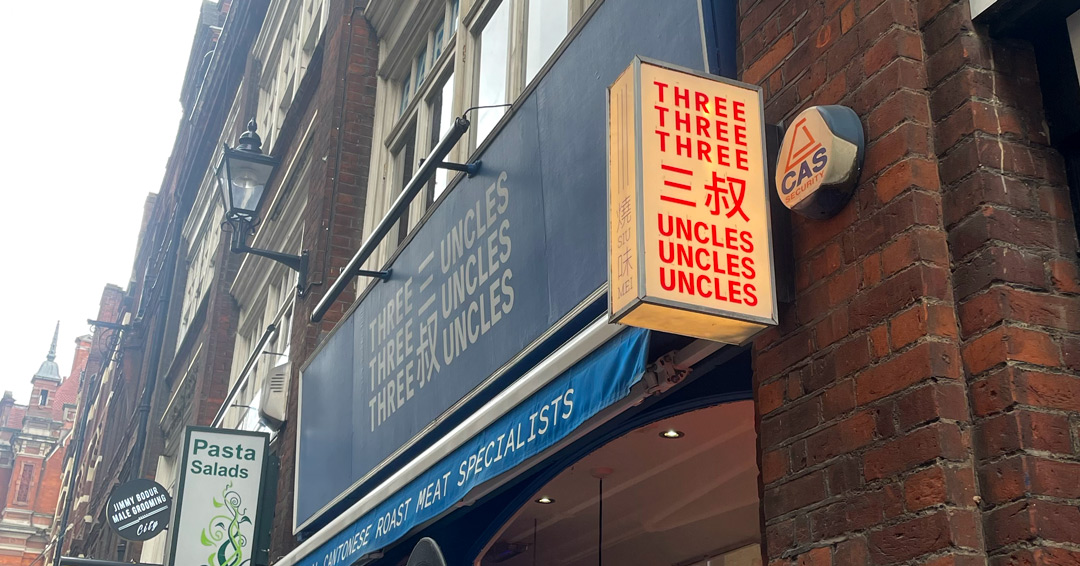 THREE
THREE
THREE
三叔
UNCLES
UNCLES
UNCLES
燒
SIU
味
MEI
CAS
SECURITY
THREE 三 UNCLES
THREE 叔 UNCLES
THREE UNCLES
CANTONESE ROAST MEAT SPECIALISTS
Pasta
Salads
JIMMY RODUR
MALE GROOMING
City